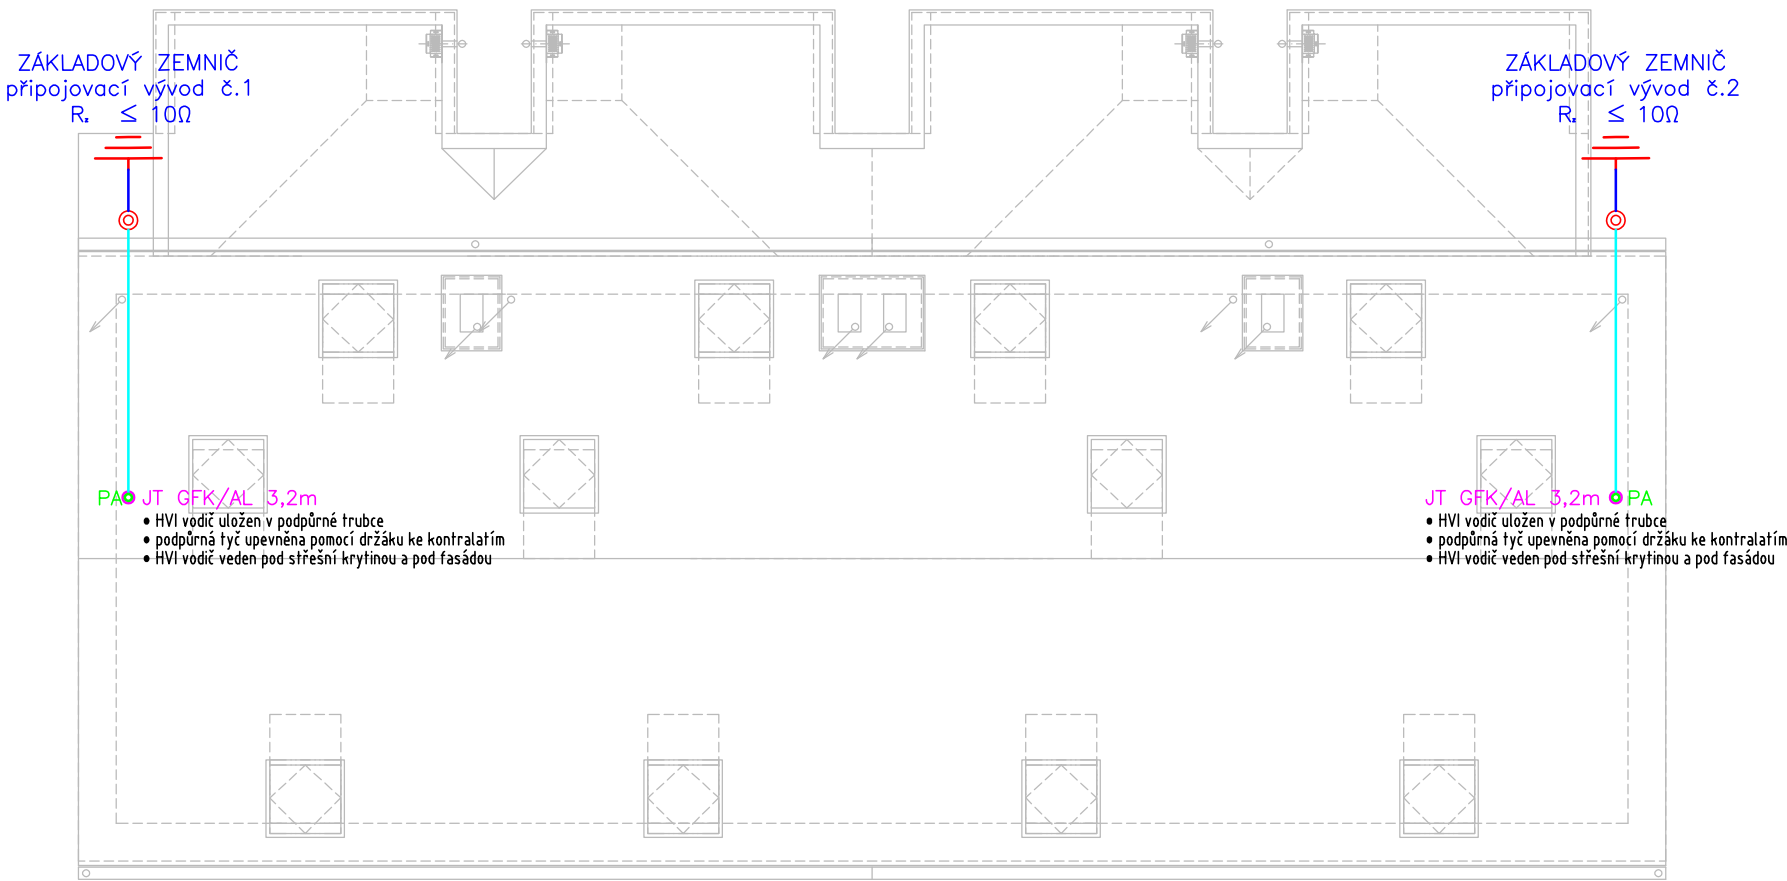 ZÁKLADOVÝ ZEMNIČ
připojovací vývod č.1
Rz ≤ 10Ω
ZÁKLADOVÝ ZEMNIČ
připojovací vývod č.2
Rz ≤ 10Ω
PA JT GFK/AL 3,2m
• HVI vodič uložen v podpůrné trubce
• podpůrná tyč upevněna pomocí držáku ke kontralatím
• HVI vodič veden pod střešní krytinou a pod fasádou
JT GFK/AL 3,2m PA
• HVI vodič uložen v podpůrné trubce
• podpůrná tyč upevněna pomocí držáku ke kontralatím
• HVI vodič veden pod střešní krytinou a pod fasádou